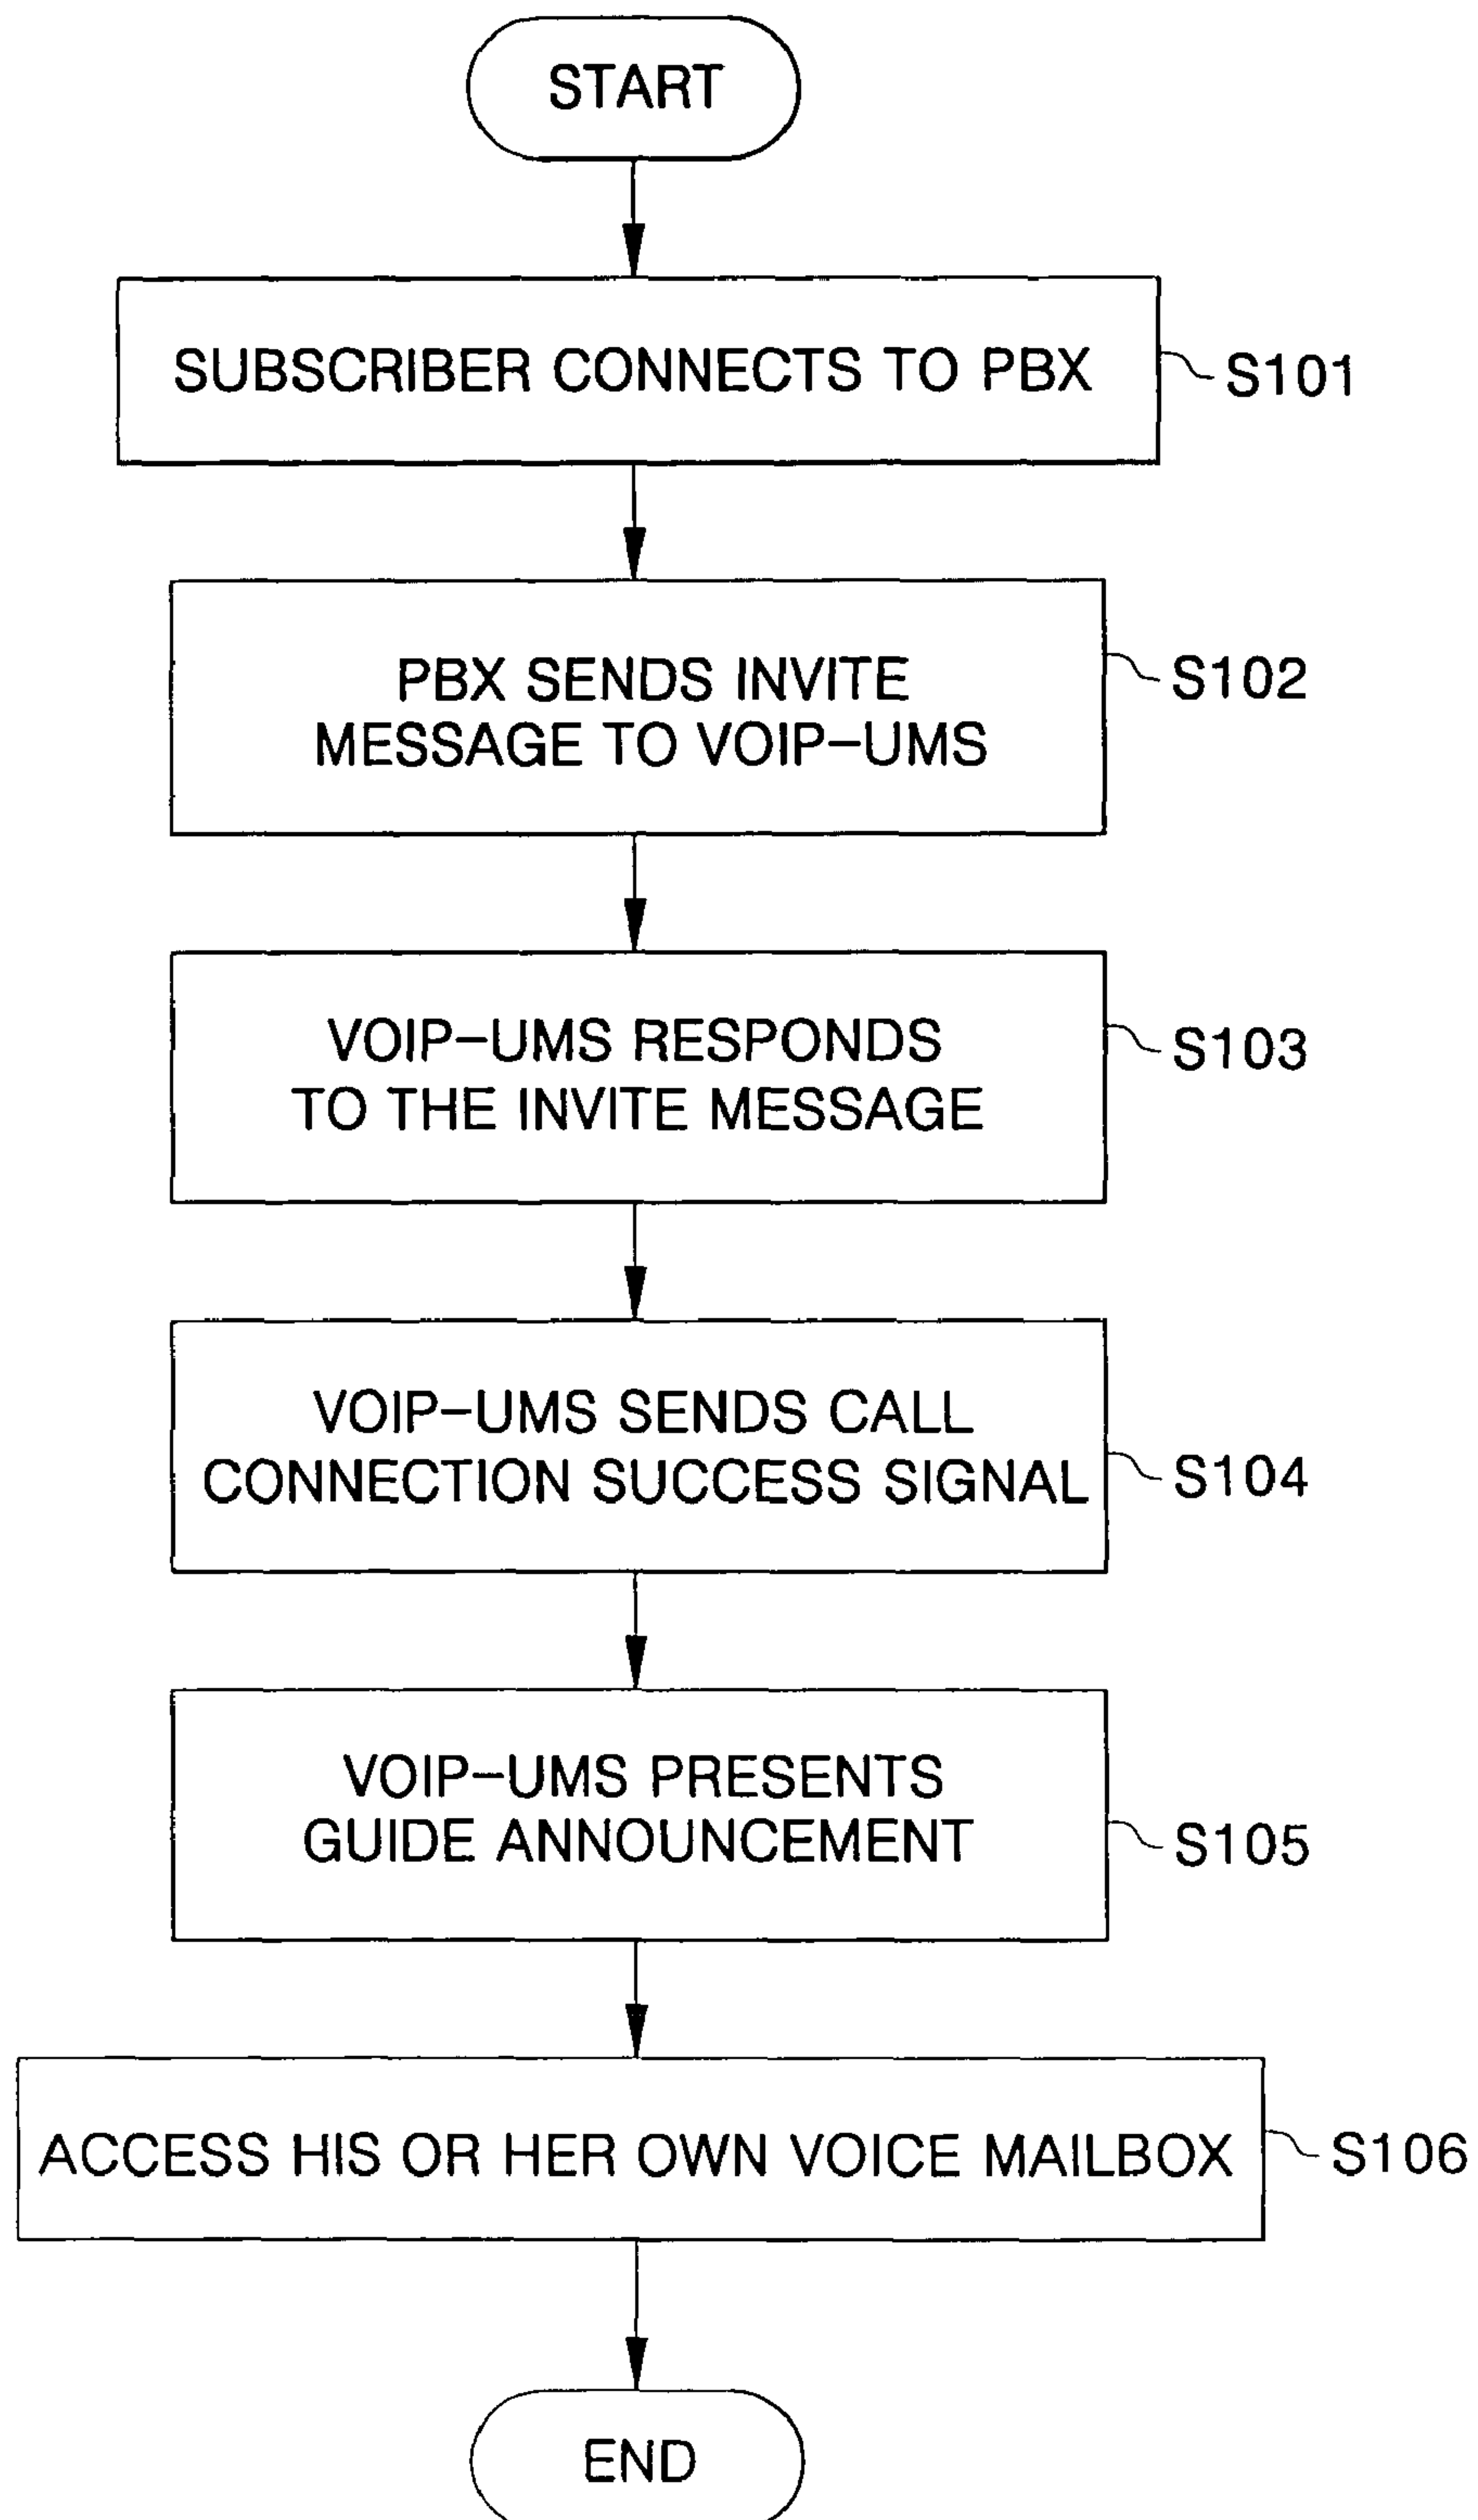 START
SUBSCRIBER CONNECTS TO PBX
S101
PBX SENDS INVITE
MESSAGE TO VOIP-UMS
S102
VOIP-UMS RESPONDS
TO THE INVITE MESSAGE
S103
VOIP-UMS SENDS CALL
CONNECTION SUCCESS SIGNAL
S104
VOIP-UMS PRESENTS
GUIDE ANNOUNCEMENT
S105
ACCESS HIS OR HER OWN VOICE MAILBOX
S106
END